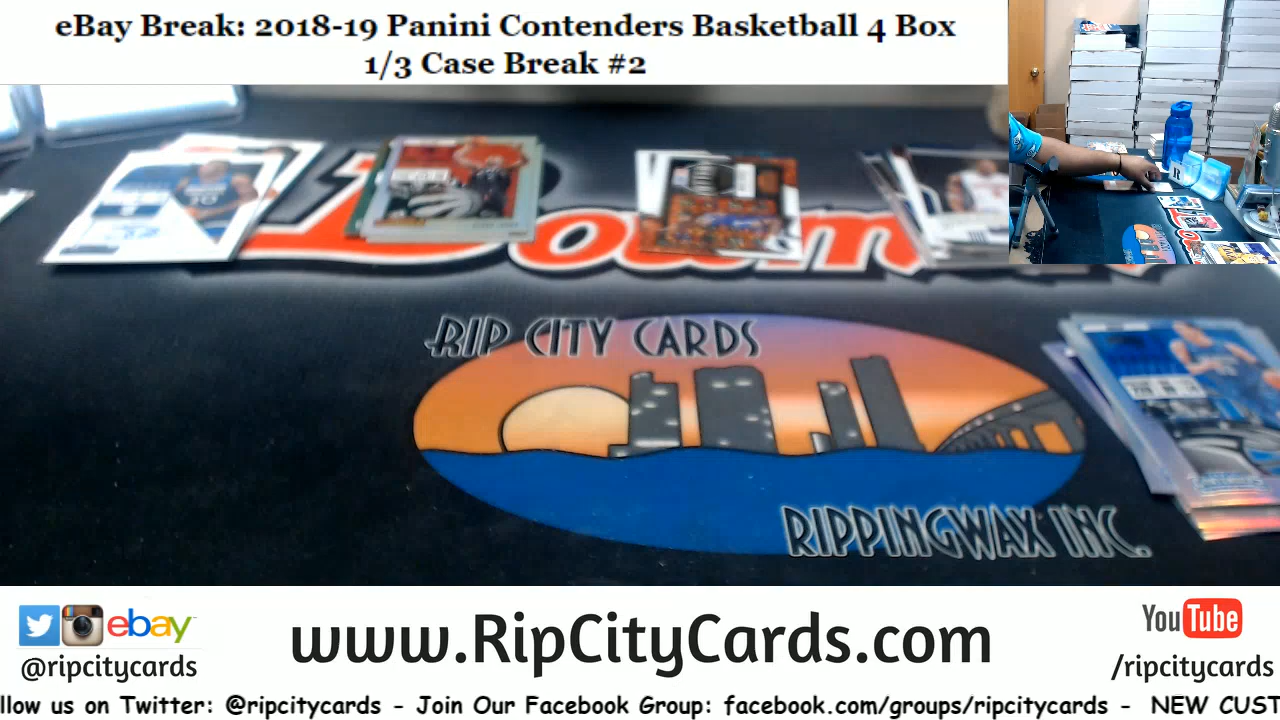 eBay Break: 2018-19 Panini Contenders Basketball 4 Box
1/3 Case Break #2
RIP CITY CARDS
RIPPINGWAX INC.
ebay
@ripcitycards
www.RipCityCards.com
YouTube
/ripcitycards
llow us on Twitter: @ripcitycards - Join Our Facebook Group: facebook.com/groups/ripcitycards - NEW CUST